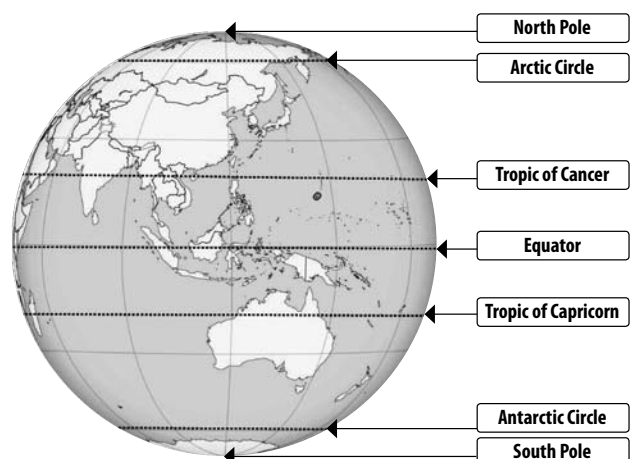 North Pole
Arctic Circle
Tropic of Cancer
Equator
Tropic of Capricorn
Antarctic Circle
South Pole